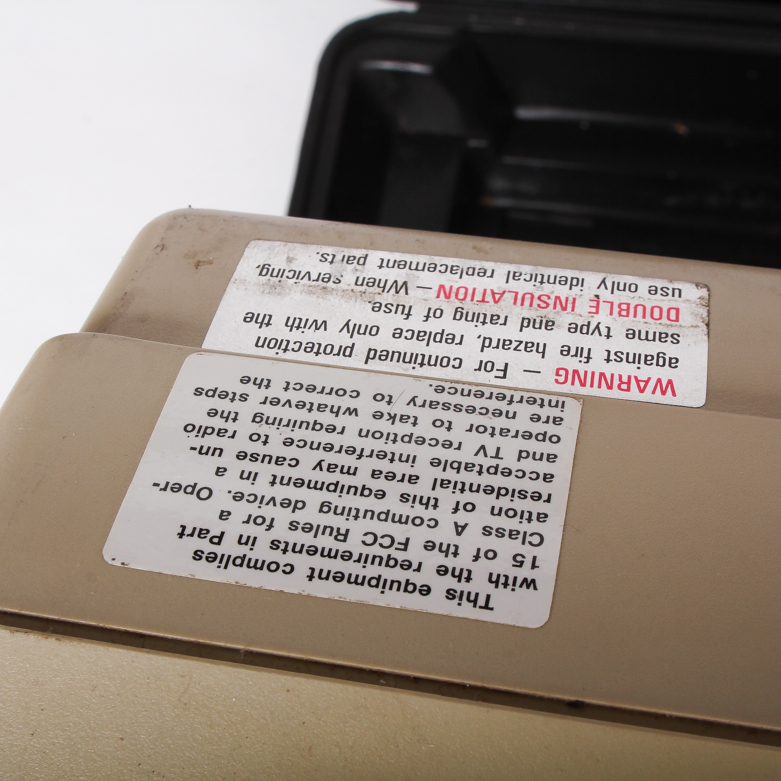 This equipment complies
with the requirements in Part
15 of the FCC Rules for a
Class A computing device. Oper-
ation of this equipment in a
residential area may cause un-
acceptable interference to radio
and TV reception requiring the
operator to take whatever steps
are necessary to correct the
interference.
WARNING — For continued protection
against fire hazard, replace only with the
same type and rating of fuse.
DOUBLE INSULATION — When servicing,
use only identical replacement parts.